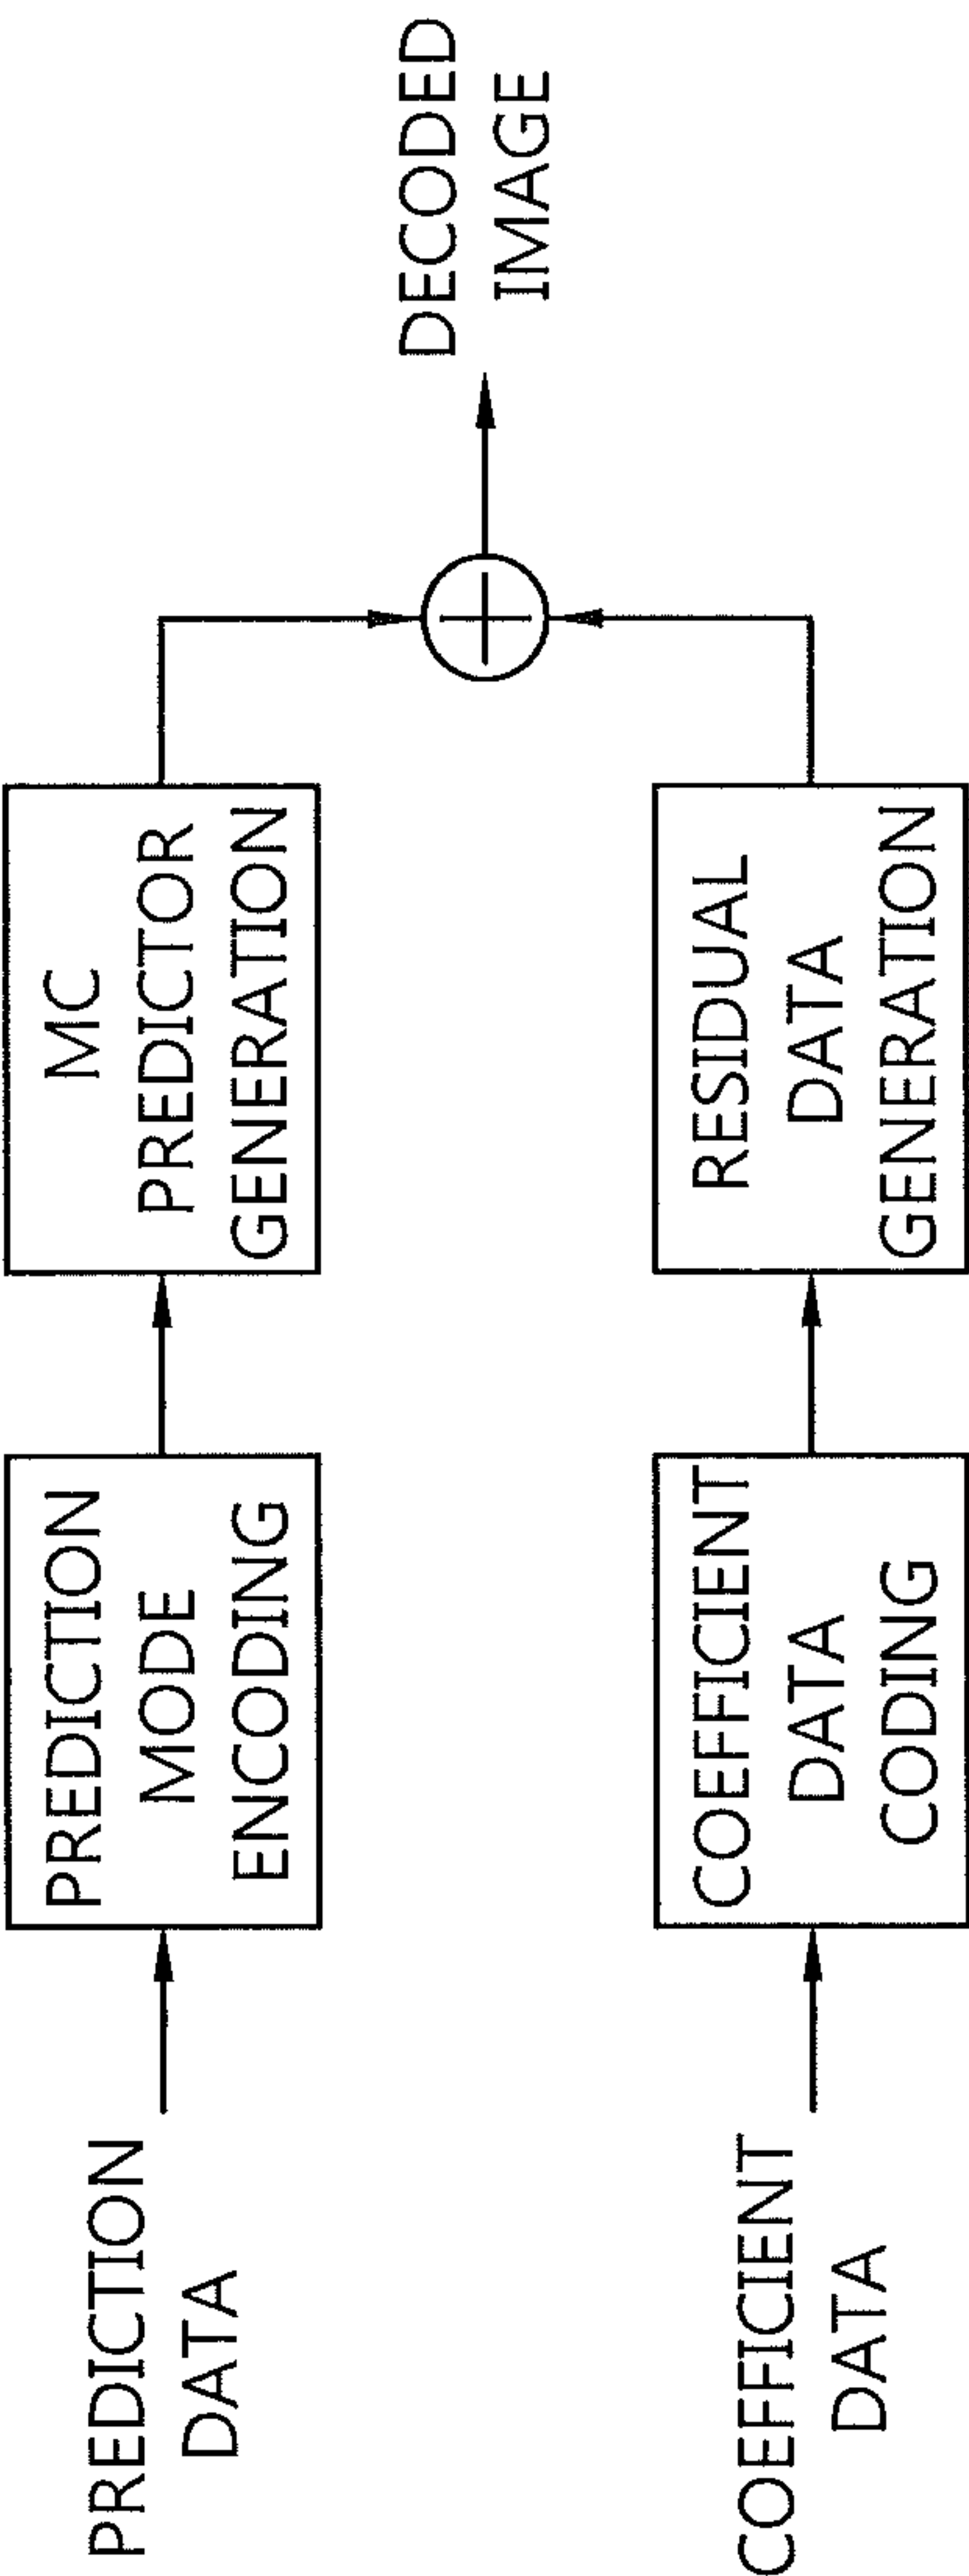 PREDICTION
DATA
PREDICTION
MODE
ENCODING
MC
PREDICTOR
GENERATION
DECODED
IMAGE
COEFFICIENT
DATA
COEFFICIENT
DATA
CODING
RESIDUAL
DATA
GENERATION